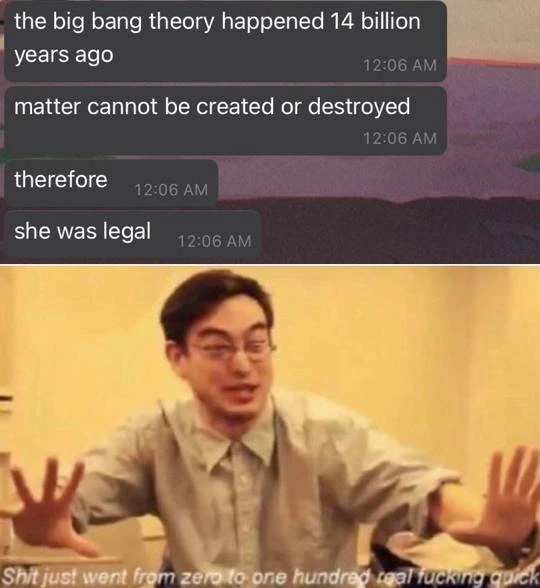 the big bang theory happened 14 billion
years ago
12:06 AM
matter cannot be created or destroyed
12:06 AM
therefore 12:06 AM
she was legal 12:06 AM
Shit just went from zero to one hundred real fucking quick